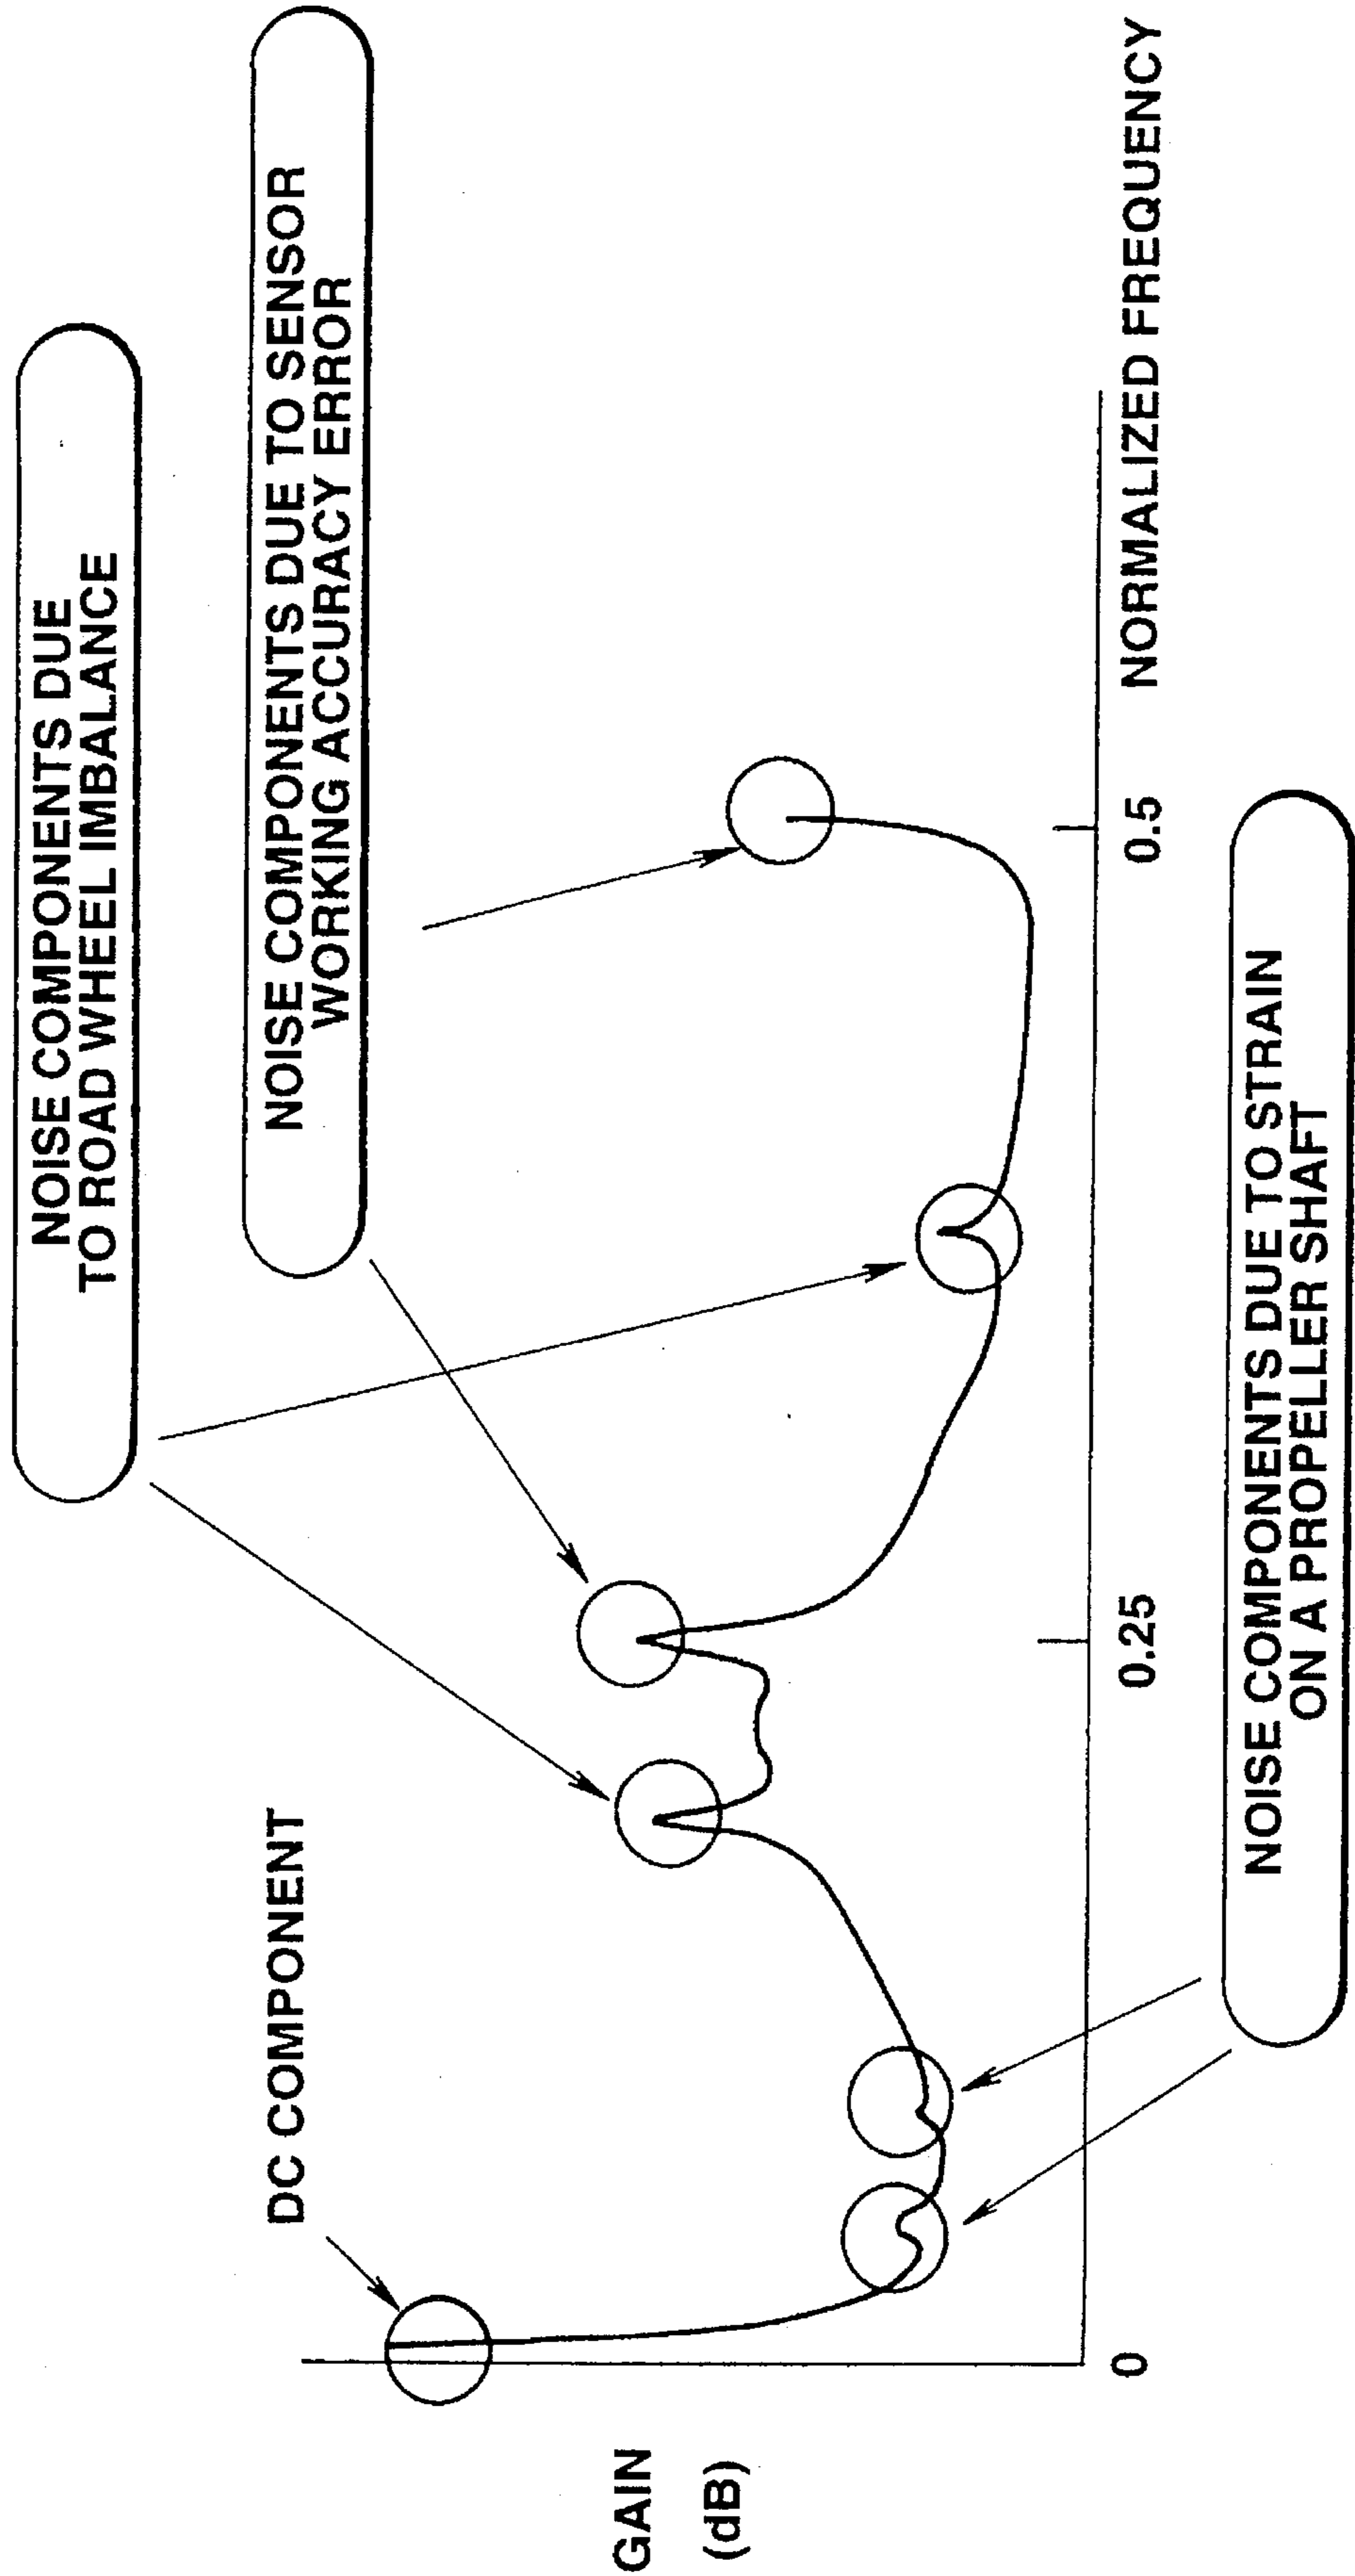 NOISE COMPONENTS DUE
TO ROAD WHEEL IMBALANCE
NOISE COMPONENTS DUE TO SENSOR
WORKING ACCURACY ERROR
DC COMPONENT
GAIN
(dB)
0
0.25
0.5
NORMALIZED FREQUENCY
NOISE COMPONENTS DUE TO STRAIN
ON A PROPELLER SHAFT